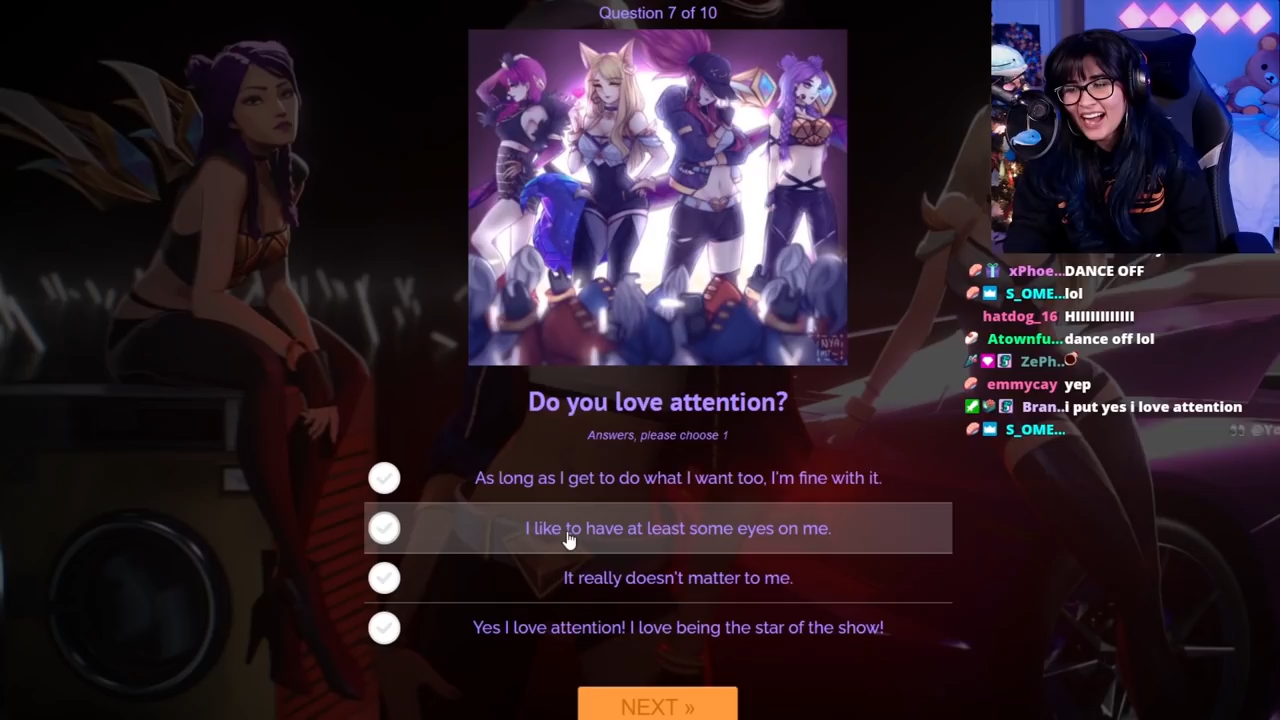 Question 7 of 10
Do you love attention?
Answers, please choose 1
As long as I get to do what I want too, I'm fine with it.
I like to have at least some eyes on me.
It really doesn't matter to me.
Yes I love attention! I love being the star of the show!
NEXT »
xPhoe...DANCE OFF
S_OME...lol
hatdog_16 HIIIIIIIIIIII
Atownfu...dance off lol
ZePh..
emmycay yep
Bran..i put yes i love attention
S_OME...